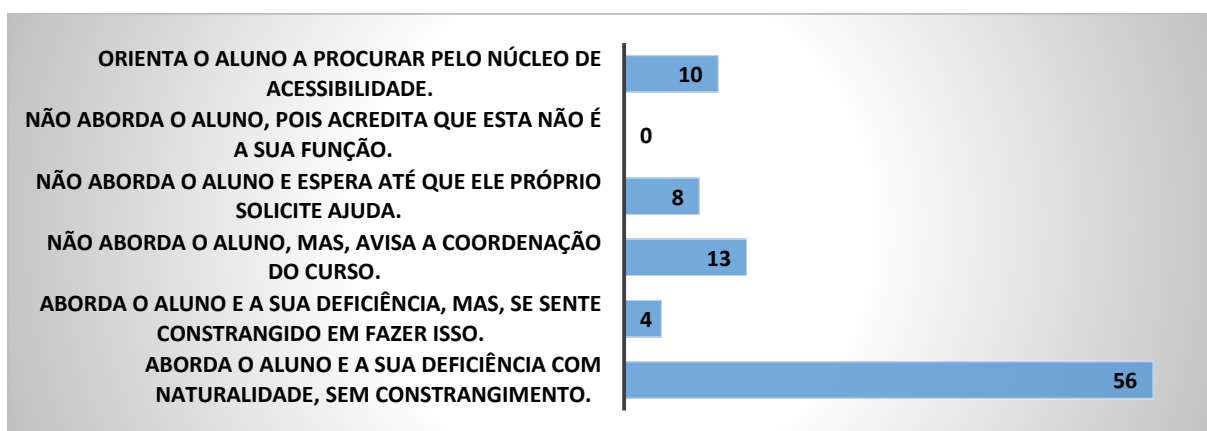 ORIENTA O ALUNO A PROCURAR PELO NÚCLEO DE
ACESSIBILIDADE.
10
NÃO ABORDA O ALUNO, POIS ACREDITA QUE ESTA NÃO É
A SUA FUNÇÃO.
0
NÃO ABORDA O ALUNO E ESPERA ATÉ QUE ELE PRÓPRIO
SOLICITE AJUDA.
8
NÃO ABORDA O ALUNO, MAS, AVISA A COORDENAÇÃO
DO CURSO.
13
ABORDA O ALUNO E A SUA DEFICIÊNCIA, MAS, SE SENTE
CONSTRANGIDO EM FAZER ISSO.
4
ABORDA O ALUNO E A SUA DEFICIÊNCIA COM
NATURALIDADE, SEM CONSTRANGIMENTO.
56